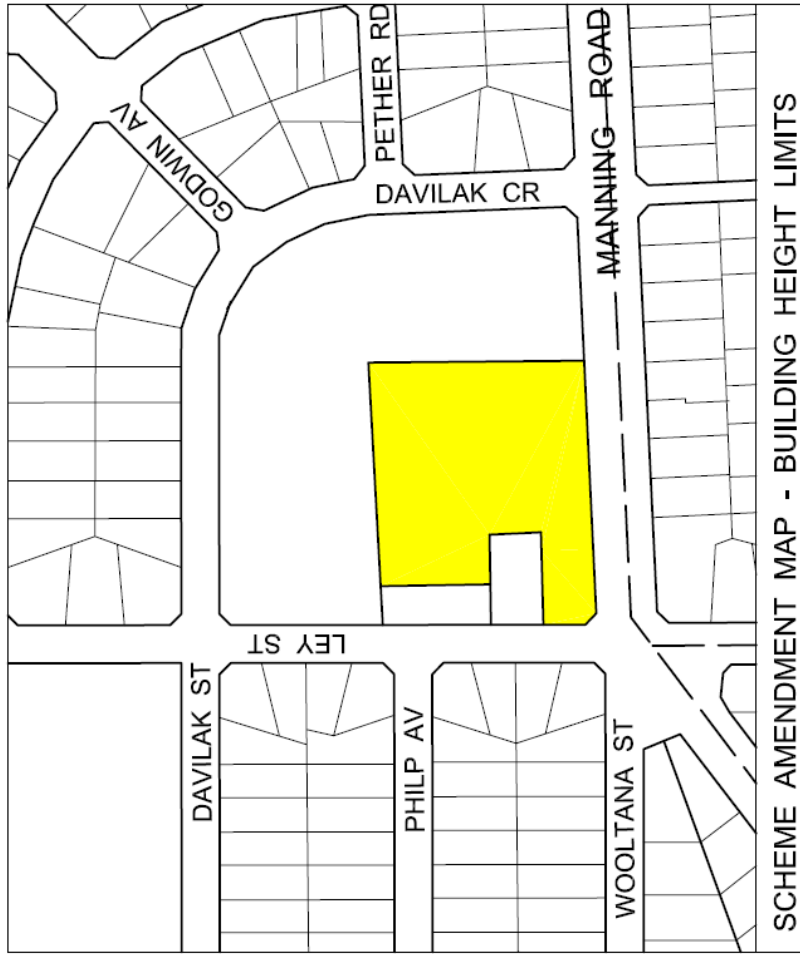 PETHER RD
MANNING ROAD
GODWIN AV
DAVILAK CR
LEY ST
DAVILAK ST
PHILP AV
WOOLTANA ST
SCHEME AMENDMENT MAP - BUILDING HEIGHT LIMITS